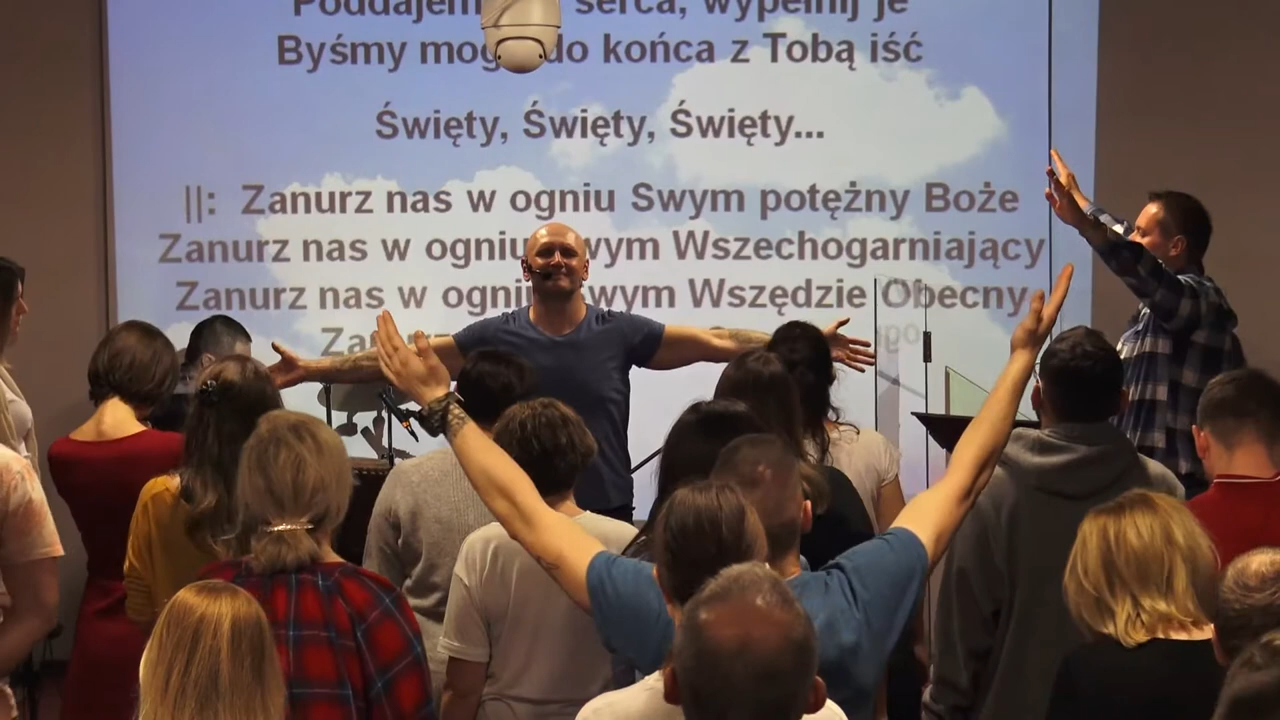 serca, wypełnij je
Byśmy do końca z Tobą iść
Święty, Święty, Święty...
||: Zanurz nas w ogniu Swym potężny Boże
Zanurz nas w ogniu Wszechogarniający
Zanurz nas w Wszędzie Obecny